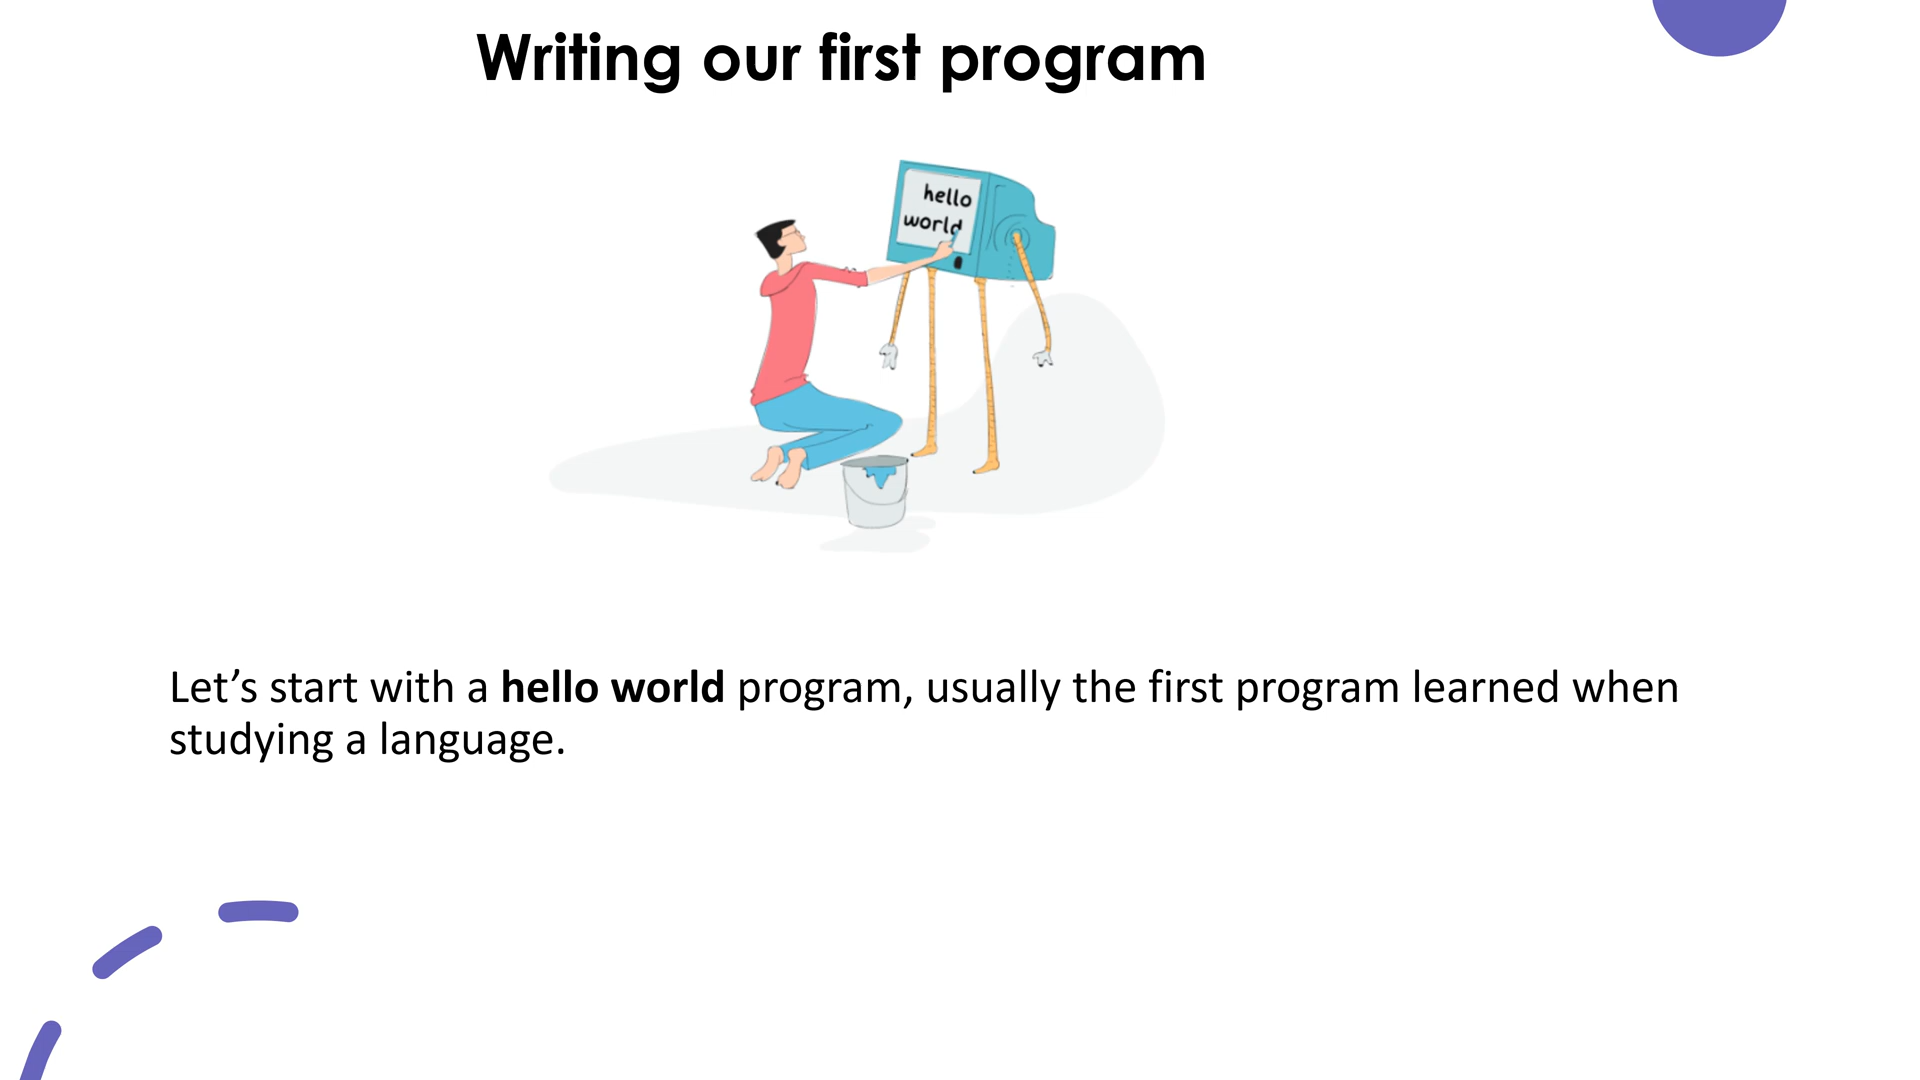 Writing our first program
hello
world
Let’s start with a hello world program, usually the first program learned when
studying a language.